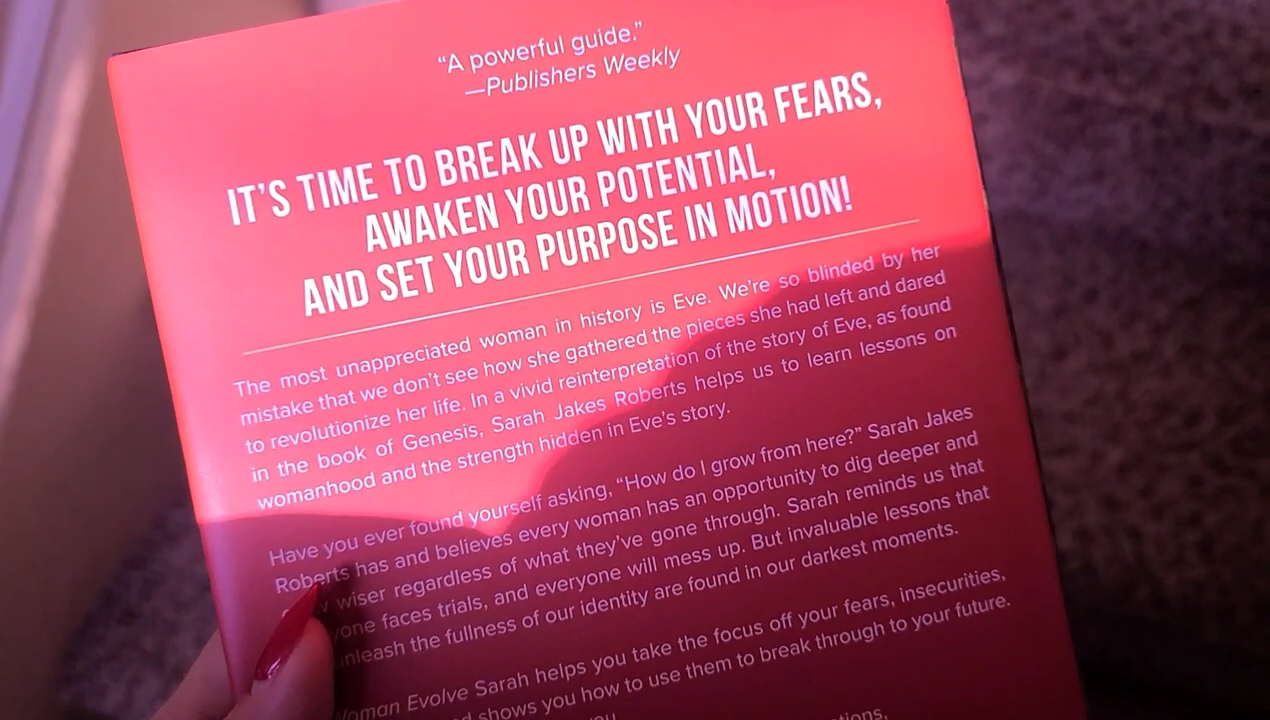 “A powerful guide.”
—Publishers Weekly
IT’S TIME TO BREAK UP WITH YOUR FEARS,
AWAKEN YOUR POTENTIAL,
AND SET YOUR PURPOSE IN MOTION!
The most unappreciated woman in history is Eve. We’re so blinded by her
mistake that we don’t see how she gathered the pieces she had left and dared
to revolutionize her life. In a vivid reinterpretation of the story of Eve, as found
in the book of Genesis, Sarah Jakes Roberts helps us to learn lessons on
womanhood and the strength hidden in Eve’s story.
Have you ever found yourself asking, “How do I grow from here?” Sarah Jakes
Roberts has and believes every woman has an opportunity to dig deeper and
wiser regardless of what they’ve gone through. Sarah reminds us that
faces trials, and everyone will mess up. But invaluable lessons that
unleash the fullness of our identity are found in our darkest moments.
Woman Evolve Sarah helps you take the focus off your fears, insecurities,
shows you how to use them to break through to your future.
you